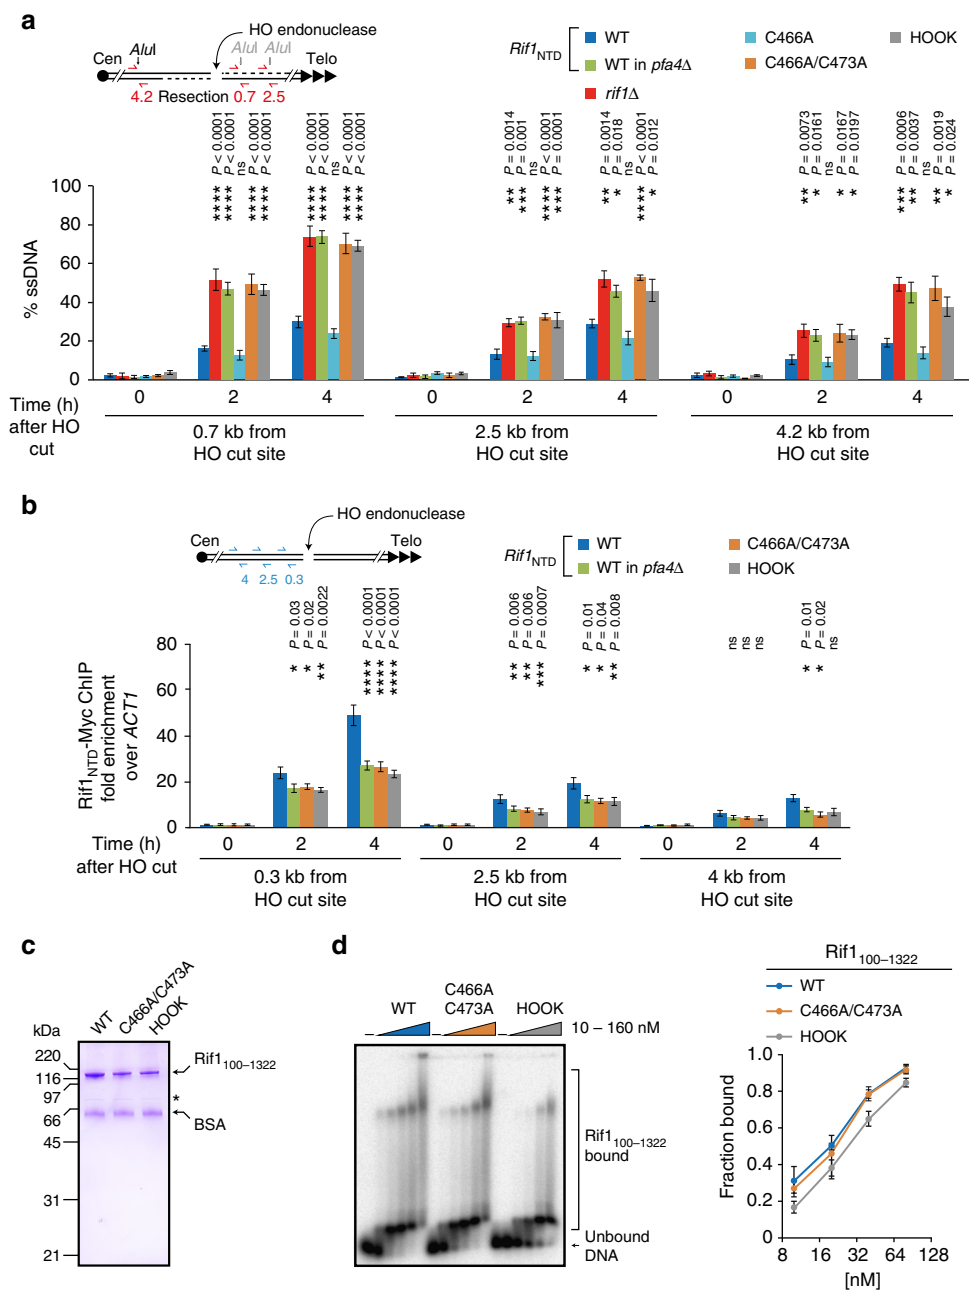 a
HO endonuclease
AluI
AluI AluI
Cen
Telo
4.2 Resection 0.7 2.5
Rif1NTD
WT
WT in pfa4Δ
rif1Δ
C466A
C466A/C473A
HOOK
**** P < 0.0001
**** P < 0.0001
ns
**** P < 0.0001
**** P < 0.0001
**** P < 0.0001
**** P < 0.0001
ns
**** P < 0.0001
**** P < 0.0001
** P = 0.0014
*** P = 0.001
ns
**** P < 0.0001
**** P = 0.0001
** P = 0.0014
* P = 0.018
ns
**** P < 0.0001
* P = 0.012
** P = 0.0073
* P = 0.0161
ns
* P = 0.0167
* P = 0.0197
*** P = 0.0006
** P = 0.0037
ns
** P = 0.0019
* P = 0.024
% ssDNA
100
80
60
40
20
0
Time (h) after HO cut
0 2 4 0 2 4 0 2 4
0.7 kb from HO cut site
2.5 kb from HO cut site
4.2 kb from HO cut site
b
HO endonuclease
Cen
Telo
4 2.5 0.3
Rif1NTD
WT
WT in pfa4Δ
C466A/C473A
HOOK
* P = 0.03
* P = 0.02
** P = 0.0022
**** P < 0.0001
**** P < 0.0001
**** P < 0.0001
** P = 0.006
** P = 0.006
*** P = 0.0007
* P = 0.01
* P = 0.04
** P = 0.008
ns
ns
ns
* P = 0.01
* P = 0.02
ns
Rif1NTD-Myc ChIP
fold enrichment
over ACT1
80
60
40
20
0
Time (h)
after HO cut
0 2 4 0 2 4 0 2 4
0.3 kb from HO cut site
2.5 kb from HO cut site
4 kb from HO cut site
c
kDa
WT
C466A/C473A
HOOK
220
116
97
66
45
31
21
Rif1100–1322
*
BSA
d
WT
C466A
C473A
HOOK
– – –
10 – 160 nM
Rif1100–1322
bound
Unbound
DNA
Rif1100–1322
WT
C466A/C473A
HOOK
Fraction bound
1.0
0.8
0.6
0.4
0.2
0
8 16 32 64 128
[nM]